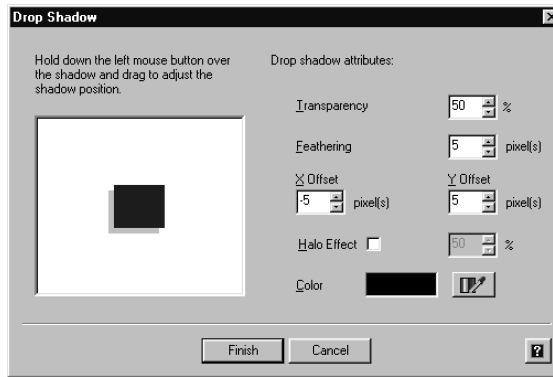 Drop Shadow
Hold down the left mouse button over
the shadow and drag to adjust the
shadow position.
Drop shadow attributes:
Transparency 50 %
Feathering 5 pixel(s)
X Offset Y Offset
-5 pixel(s) 5 pixel(s)
Halo Effect 50 %
Color
Finish Cancel ?